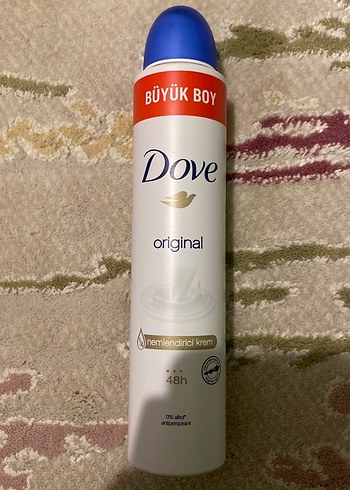 BÜYÜK BOY
Dove
original
nemlendirici krem
48h
0% alkol*
antiperspirant